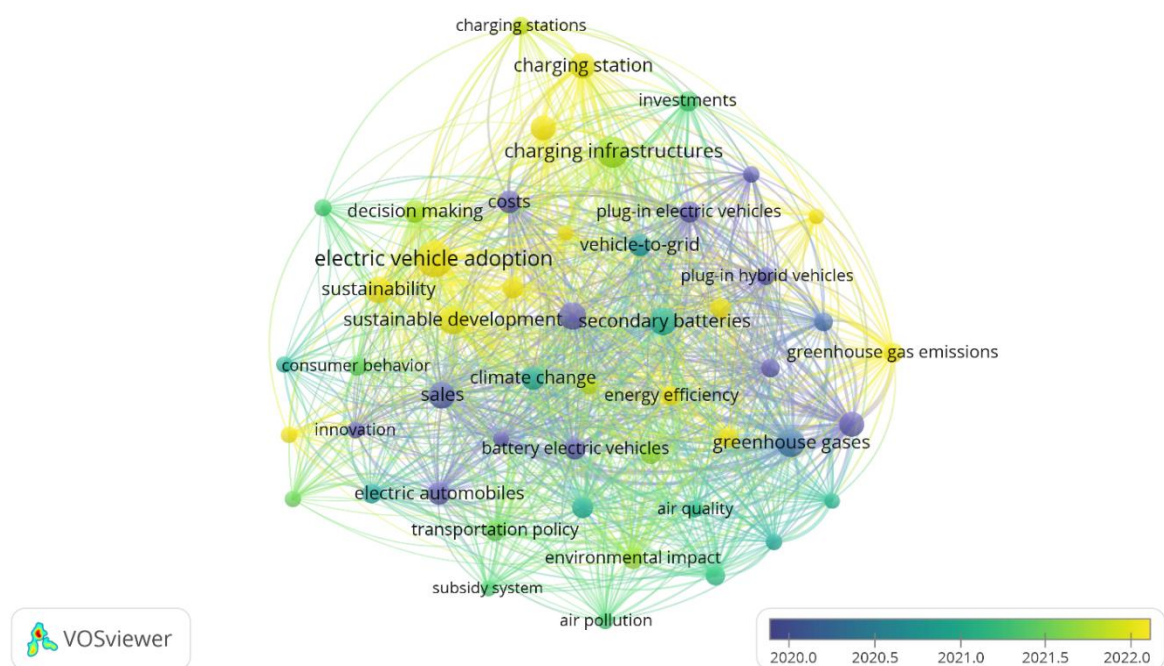 charging stations
charging station
investments
charging infrastructures
costs
decision making
plug-in electric vehicles
vehicle-to-grid
electric vehicle adoption
plug-in hybrid vehicles
sustainability
sustainable development
secondary batteries
greenhouse gas emissions
consumer behavior
climate change
sales
energy efficiency
innovation
greenhouse gases
battery electric vehicles
electric automobiles
air quality
transportation policy
environmental impact
subsidy system
air pollution
VOSviewer
2020.0 2020.5 2021.0 2021.5 2022.0